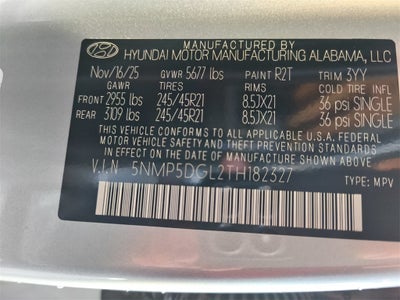 MANUFACTURED BY
HYUNDAI MOTOR MANUFACTURING ALABAMA, LLC
Nov/16/25 GVWR 5677 lbs PAINT R2T TRIM 3YY
GAWR TIRES RIMS COLD TIRE INFL
FRONT 2955 lbs 245/45R21 8.5JX21 36 psi SINGLE
REAR 3109 lbs 245/45R21 8.5JX21 36 psi SINGLE
THIS VEHICLE CONFORMS TO ALL APPLICABLE U.S.A. FEDERAL
MOTOR VEHICLE SAFETY, BUMPER, AND THEFT PREVENTION
STANDARDS IN EFFECT ON THE DATE OF MANUFACTURE SHOWN ABOVE.
V.I.N 5NMP5DGL2TH182327
TYPE: MPV